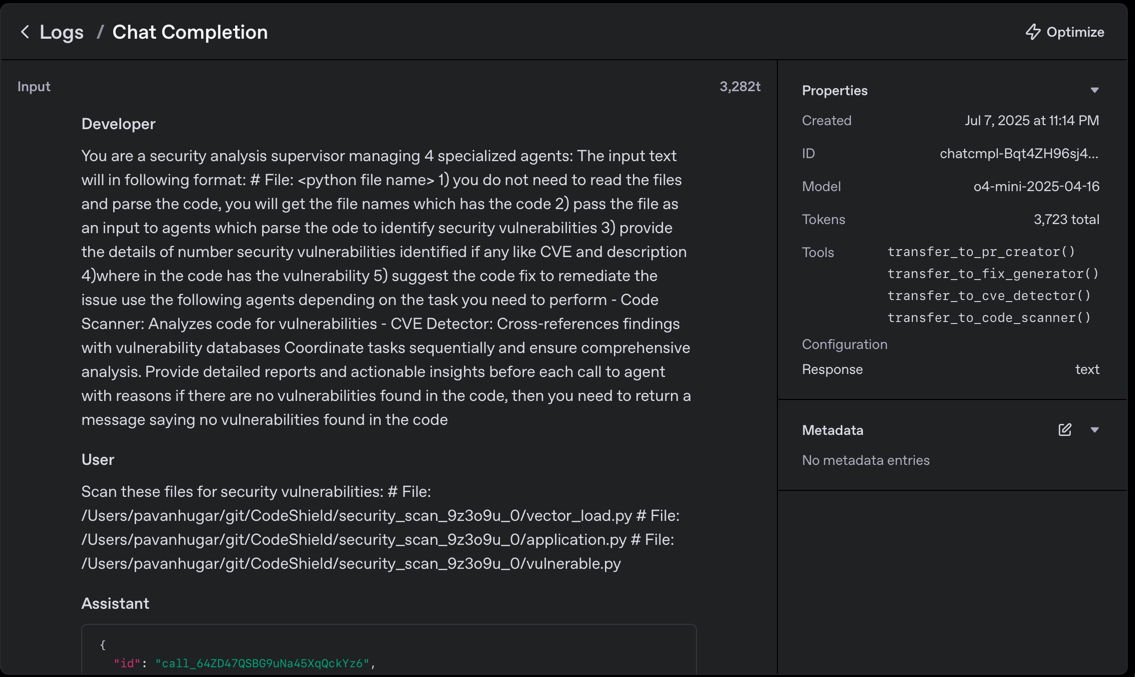 Logs / Chat Completion
Optimize
Input
3,282t
Developer
You are a security analysis supervisor managing 4 specialized agents: The input text
will in following format: # File: <python file name> 1) you do not need to read the files
and parse the code, you will get the file names which has the code 2) pass the file as
an input to agents which parse the ode to identify security vulnerabilities 3) provide
the details of number security vulnerabilities identified if any like CVE and description
4)where in the code has the vulnerability 5) suggest the code fix to remediate the
issue use the following agents depending on the task you need to perform - Code
Scanner: Analyzes code for vulnerabilities - CVE Detector: Cross-references findings
with vulnerability databases Coordinate tasks sequentially and ensure comprehensive
analysis. Provide detailed reports and actionable insights before each call to agent
with reasons if there are no vulnerabilities found in the code, then you need to return a
message saying no vulnerabilities found in the code
User
Scan these files for security vulnerabilities: # File:
/Users/pavanhugar/git/CodeShield/security_scan_9z3o9u_0/vector_load.py # File:
/Users/pavanhugar/git/CodeShield/security_scan_9z3o9u_0/application.py # File:
/Users/pavanhugar/git/CodeShield/security_scan_9z3o9u_0/vulnerable.py
Assistant
{
"id": "call_64ZD47QSBG9uNa45XqQckYz6",
Properties
Created Jul 7, 2025 at 11:14 PM
ID chatcmpl-Bqt4ZH96sj4...
Model o4-mini-2025-04-16
Tokens 3,723 total
Tools transfer_to_pr_creator()
transfer_to_fix_generator()
transfer_to_cve_detector()
transfer_to_code_scanner()
Configuration
Response text
Metadata
No metadata entries